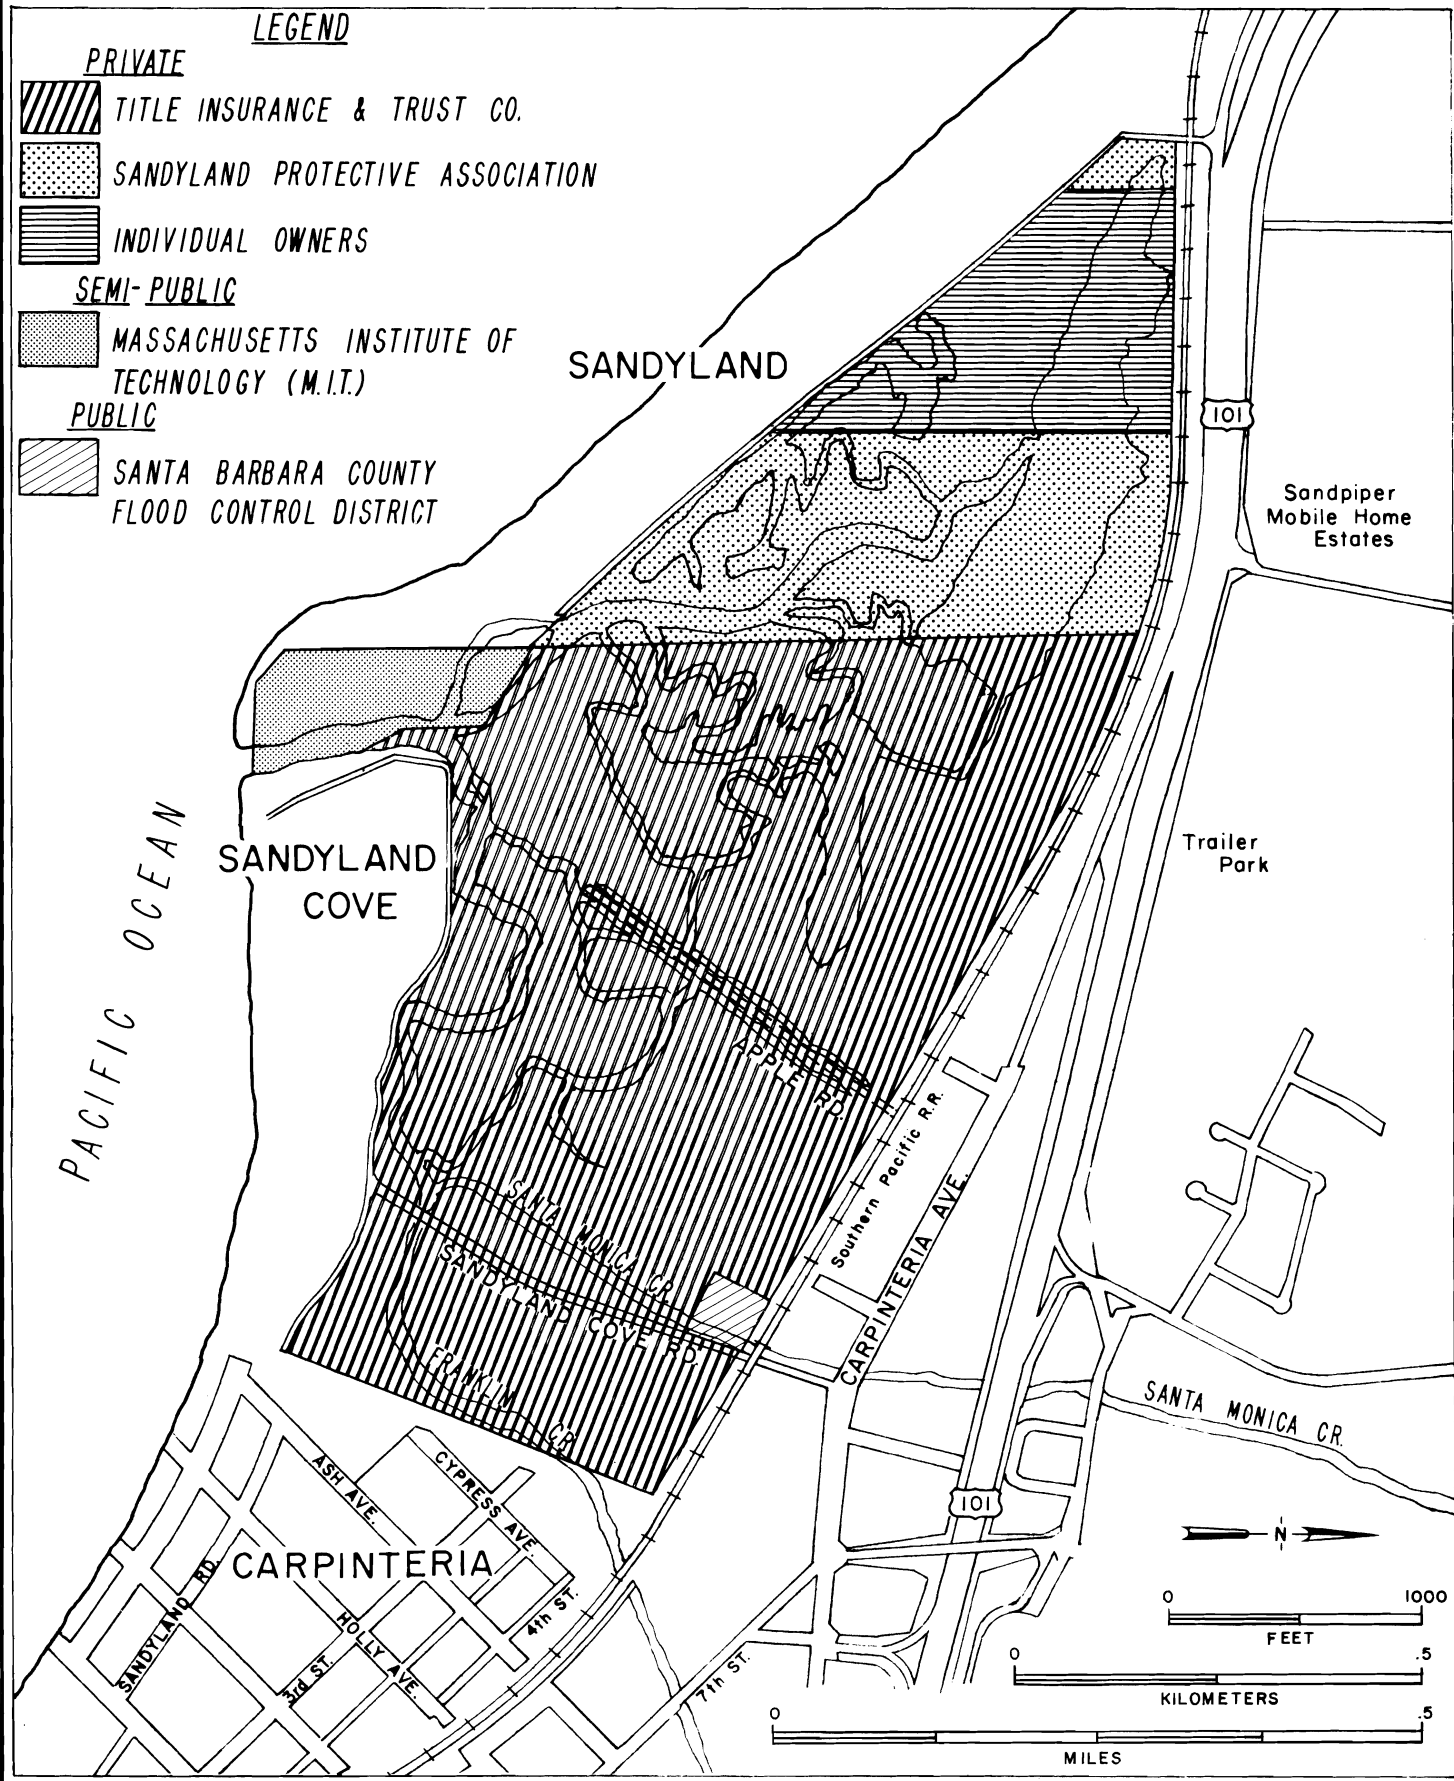 LEGEND
PRIVATE
TITLE INSURANCE & TRUST CO.
SANDYLAND PROTECTIVE ASSOCIATION
INDIVIDUAL OWNERS
SEMI-PUBLIC
MASSACHUSETTS INSTITUTE OF
TECHNOLOGY (M.I.T.)
PUBLIC
SANTA BARBARA COUNTY
FLOOD CONTROL DISTRICT
SANDYLAND
101
Sandpiper
Mobile Home
Estates
SANDYLAND
COVE
PACIFIC OCEAN
Trailer
Park
APPLE RD.
Southern Pacific R.R.
CARPINTERIA AVE.
SANTA MONICA CR.
SANDYLAND COVE RD.
FRANKLIN CR.
SANTA MONICA CR.
ASH AVE.
CYPRESS AVE.
101
CARPINTERIA
SANDYLAND RD.
HOLLY AVE.
4th ST.
3rd ST.
7th ST.
N
0 1000
FEET
0 .5
KILOMETERS
0 .5
MILES